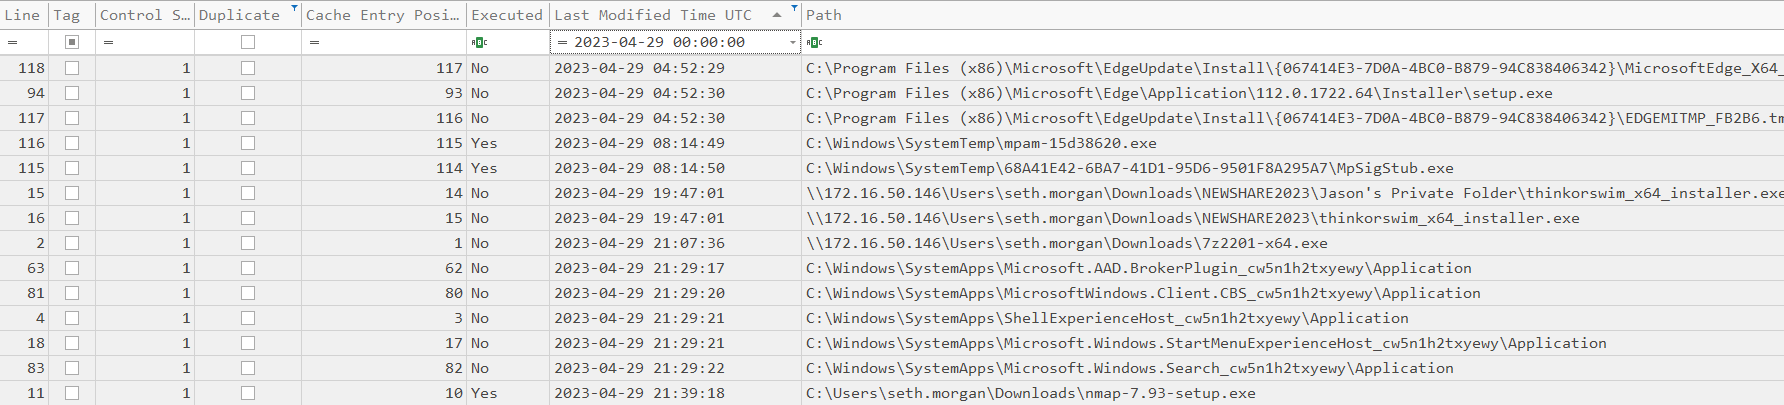 Line Tag Control S... Duplicate Cache Entry Posi... Executed Last Modified Time UTC Path
= = = ABC = 2023-04-29 00:00:00 ABC
118 1 117 No 2023-04-29 04:52:29 C:\Program Files (x86)\Microsoft\EdgeUpdate\Install\{067414E3-7D0A-4BC0-B879-94C838406342}\MicrosoftEdge_X64_
94 1 93 No 2023-04-29 04:52:30 C:\Program Files (x86)\Microsoft\Edge\Application\112.0.1722.64\Installer\setup.exe
117 1 116 No 2023-04-29 04:52:30 C:\Program Files (x86)\Microsoft\EdgeUpdate\Install\{067414E3-7D0A-4BC0-B879-94C838406342}\EDGEMITMP_FB2B6.tm
116 1 115 Yes 2023-04-29 08:14:49 C:\Windows\SystemTemp\mpam-15d38620.exe
115 1 114 Yes 2023-04-29 08:14:50 C:\Windows\SystemTemp\68A41E42-6BA7-41D1-95D6-9501F8A295A7\MpSigStub.exe
15 1 14 No 2023-04-29 19:47:01 \\172.16.50.146\Users\seth.morgan\Downloads\NEWSHARE2023\Jason's Private Folder\thinkorswim_x64_installer.exe
16 1 15 No 2023-04-29 19:47:01 \\172.16.50.146\Users\seth.morgan\Downloads\NEWSHARE2023\thinkorswim_x64_installer.exe
2 1 1 No 2023-04-29 21:07:36 \\172.16.50.146\Users\seth.morgan\Downloads\7z2201-x64.exe
63 1 62 No 2023-04-29 21:29:17 C:\Windows\SystemApps\Microsoft.AAD.BrokerPlugin_cw5n1h2txyewy\Application
81 1 80 No 2023-04-29 21:29:20 C:\Windows\SystemApps\MicrosoftWindows.Client.CBS_cw5n1h2txyewy\Application
4 1 3 No 2023-04-29 21:29:21 C:\Windows\SystemApps\ShellExperienceHost_cw5n1h2txyewy\Application
18 1 17 No 2023-04-29 21:29:21 C:\Windows\SystemApps\Microsoft.Windows.StartMenuExperienceHost_cw5n1h2txyewy\Application
83 1 82 No 2023-04-29 21:29:22 C:\Windows\SystemApps\Microsoft.Windows.Search_cw5n1h2txyewy\Application
11 1 10 Yes 2023-04-29 21:39:18 C:\Users\seth.morgan\Downloads\nmap-7.93-setup.exe